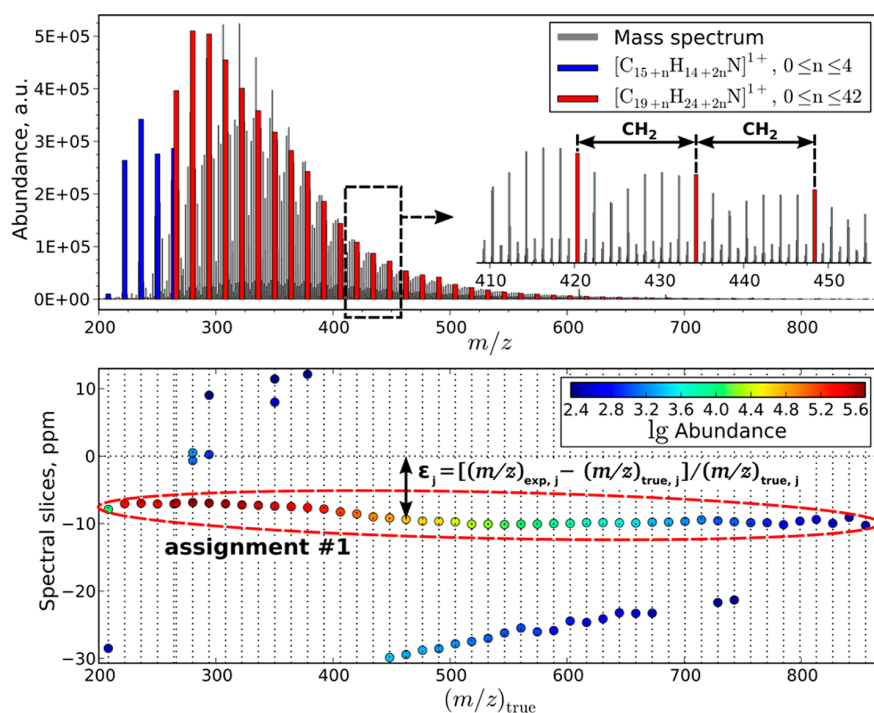 5E+05
4E+05
3E+05
2E+05
1E+05
0E+00
Abundance, a.u.
Mass spectrum
[C₁₅₊ₙH₁₄₊₂ₙN]¹⁺ , 0 ≤n ≤4
[C₁₉₊ₙH₂₄₊₂ₙN]¹⁺ , 0 ≤n ≤42
CH₂ CH₂
410 420 430 440 450
200 300 400 500 600 700 800
m/z
10
0
−10
−20
−30
Spectral slices, ppm
2.4 2.8 3.2 3.6 4.0 4.4 4.8 5.2 5.6
lg Abundance
εⱼ = [(m/z)exp, j − (m/z)true, j]/(m/z)true, j
assignment #1
200 300 400 500 600 700 800
(m/z)true